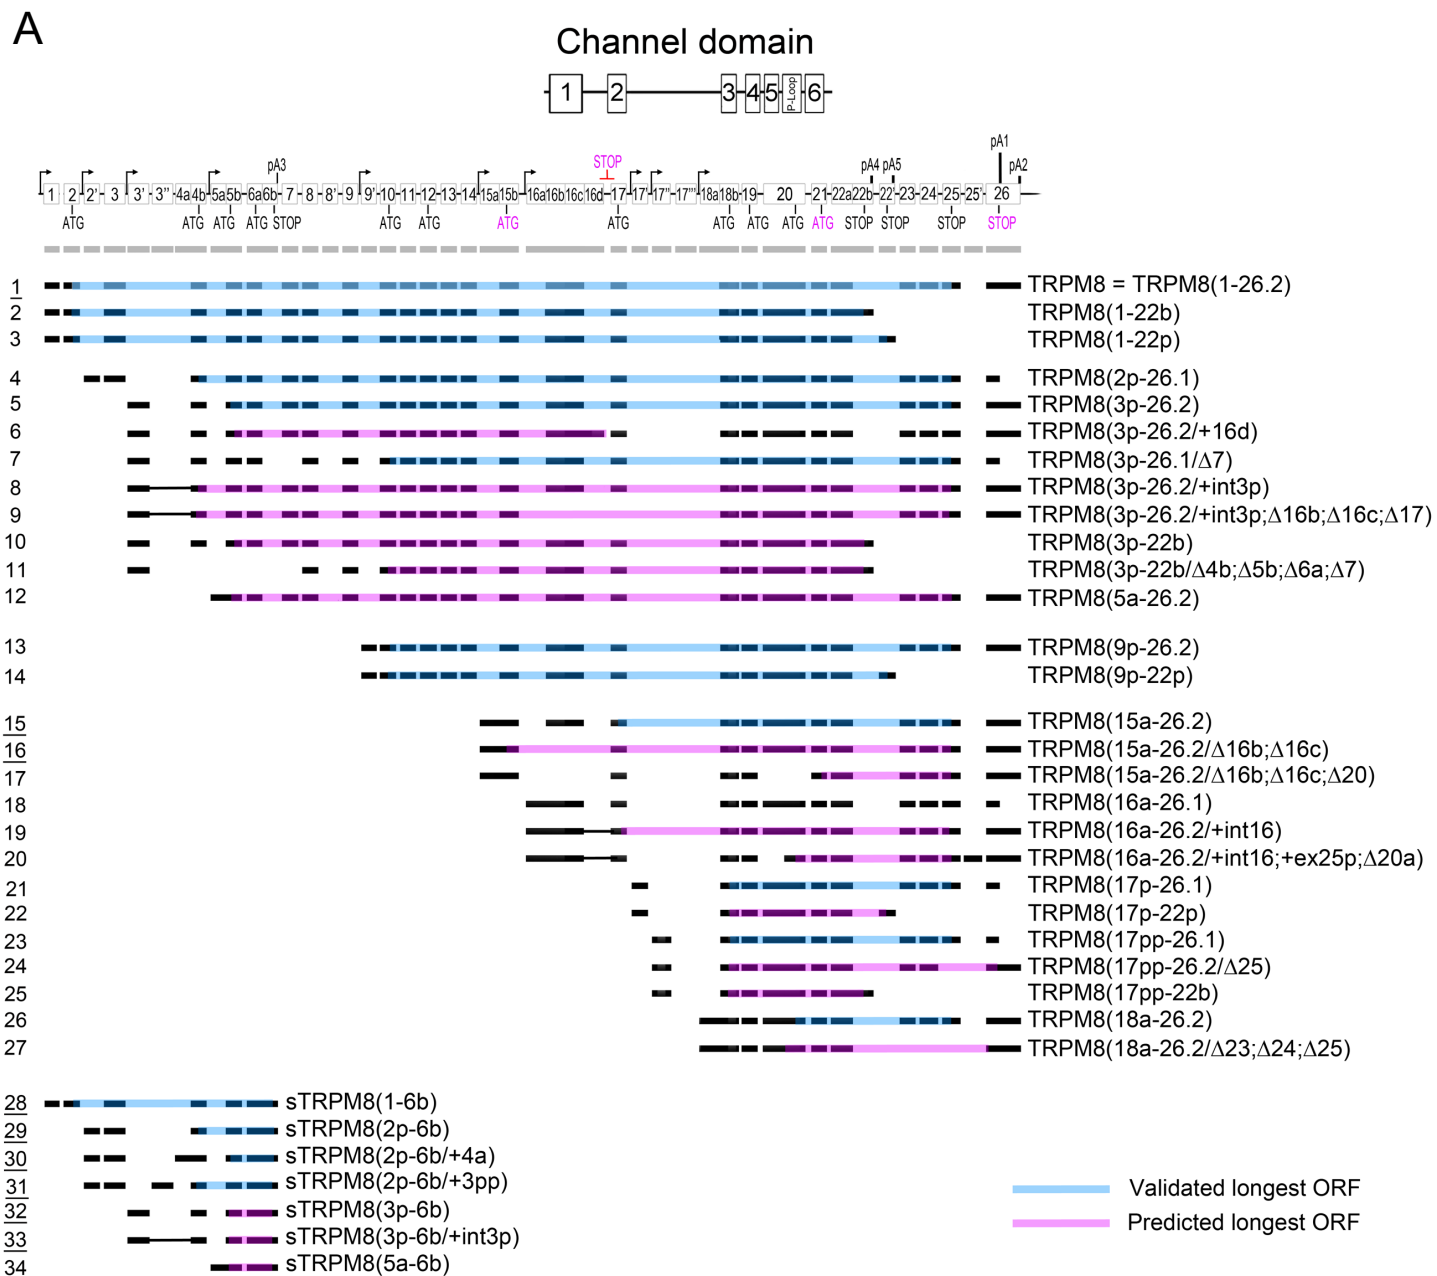 A
Channel domain
1 2 3 4 5 P-Loop 6
pA1
STOP
pA3 pA4 pA5 pA2
1 2 2' 3 3' 3'' 4a 4b 5a 5b 6a 6b 7 8 8' 9 9' 10 11 12 13 14 15a 15b 16a 16b 16c 16d 17 17' 17'' 17''' 18a 18b 19 20 21 22a 22b 22' 23 24 25 25' 26
ATG ATG ATG ATG STOP ATG ATG ATG ATG ATG ATG ATG ATG STOP STOP STOP STOP
1 TRPM8 = TRPM8(1-26.2)
2 TRPM8(1-22b)
3 TRPM8(1-22p)
4 TRPM8(2p-26.1)
5 TRPM8(3p-26.2)
6 TRPM8(3p-26.2/+16d)
7 TRPM8(3p-26.1/Δ7)
8 TRPM8(3p-26.2/+int3p)
9 TRPM8(3p-26.2/+int3p;Δ16b;Δ16c;Δ17)
10 TRPM8(3p-22b)
11 TRPM8(3p-22b/Δ4b;Δ5b;Δ6a;Δ7)
12 TRPM8(5a-26.2)
13 TRPM8(9p-26.2)
14 TRPM8(9p-22p)
15 TRPM8(15a-26.2)
16 TRPM8(15a-26.2/Δ16b;Δ16c)
17 TRPM8(15a-26.2/Δ16b;Δ16c;Δ20)
18 TRPM8(16a-26.1)
19 TRPM8(16a-26.2/+int16)
20 TRPM8(16a-26.2/+int16;+ex25p;Δ20a)
21 TRPM8(17p-26.1)
22 TRPM8(17p-22p)
23 TRPM8(17pp-26.1)
24 TRPM8(17pp-26.2/Δ25)
25 TRPM8(17pp-22b)
26 TRPM8(18a-26.2)
27 TRPM8(18a-26.2/Δ23;Δ24;Δ25)
28 sTRPM8(1-6b)
29 sTRPM8(2p-6b)
30 sTRPM8(2p-6b/+4a)
31 sTRPM8(2p-6b/+3pp)
32 sTRPM8(3p-6b)
33 sTRPM8(3p-6b/+int3p)
34 sTRPM8(5a-6b)
Validated longest ORF
Predicted longest ORF